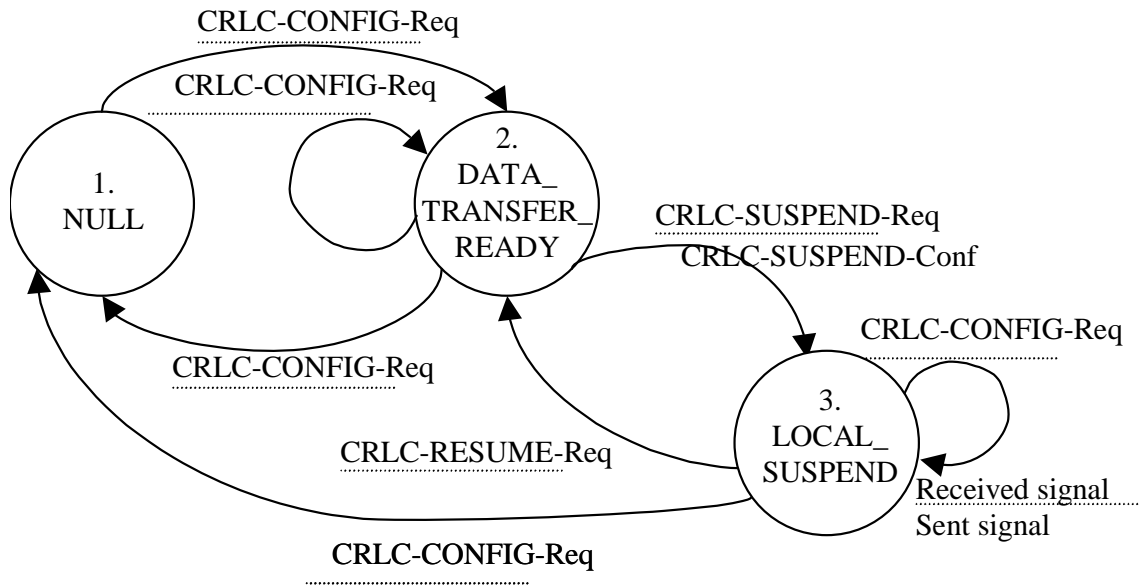 CRLC-CONFIG-Req
CRLC-CONFIG-Req
1.
NULL
2.
DATA_
TRANSFER_
READY
CRLC-SUSPEND-Req
CRLC-SUSPEND-Conf
CRLC-CONFIG-Req
CRLC-CONFIG-Req
3.
LOCAL_
SUSPEND
CRLC-RESUME-Req
Received signal
Sent signal
CRLC-CONFIG-Req